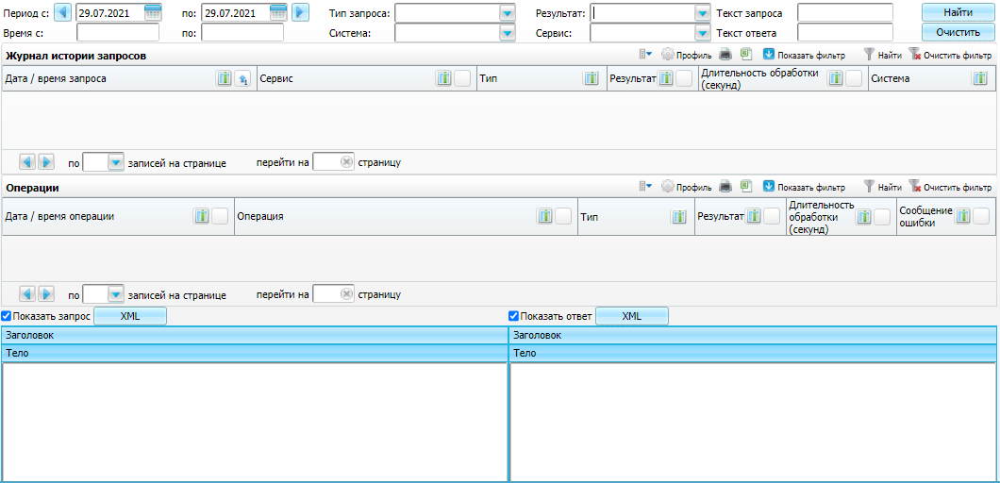 Период с: 29.07.2021 по: 29.07.2021 Тип запроса: Результат: Текст запроса Найти
Время с: по: Система: Сервис: Текст ответа Очистить
Журнал истории запросов Профиль Показать фильтр Найти Очистить фильтр
Дата / время запроса Сервис Тип Результат Длительность обработки (секунд) Система
по записей на странице перейти на страницу
Операции Профиль Показать фильтр Найти Очистить фильтр
Дата / время операции Операция Тип Результат Длительность обработки (секунд) Сообщение ошибки
по записей на странице перейти на страницу
Показать запрос XML Показать ответ XML
Заголовок Заголовок
Тело Тело